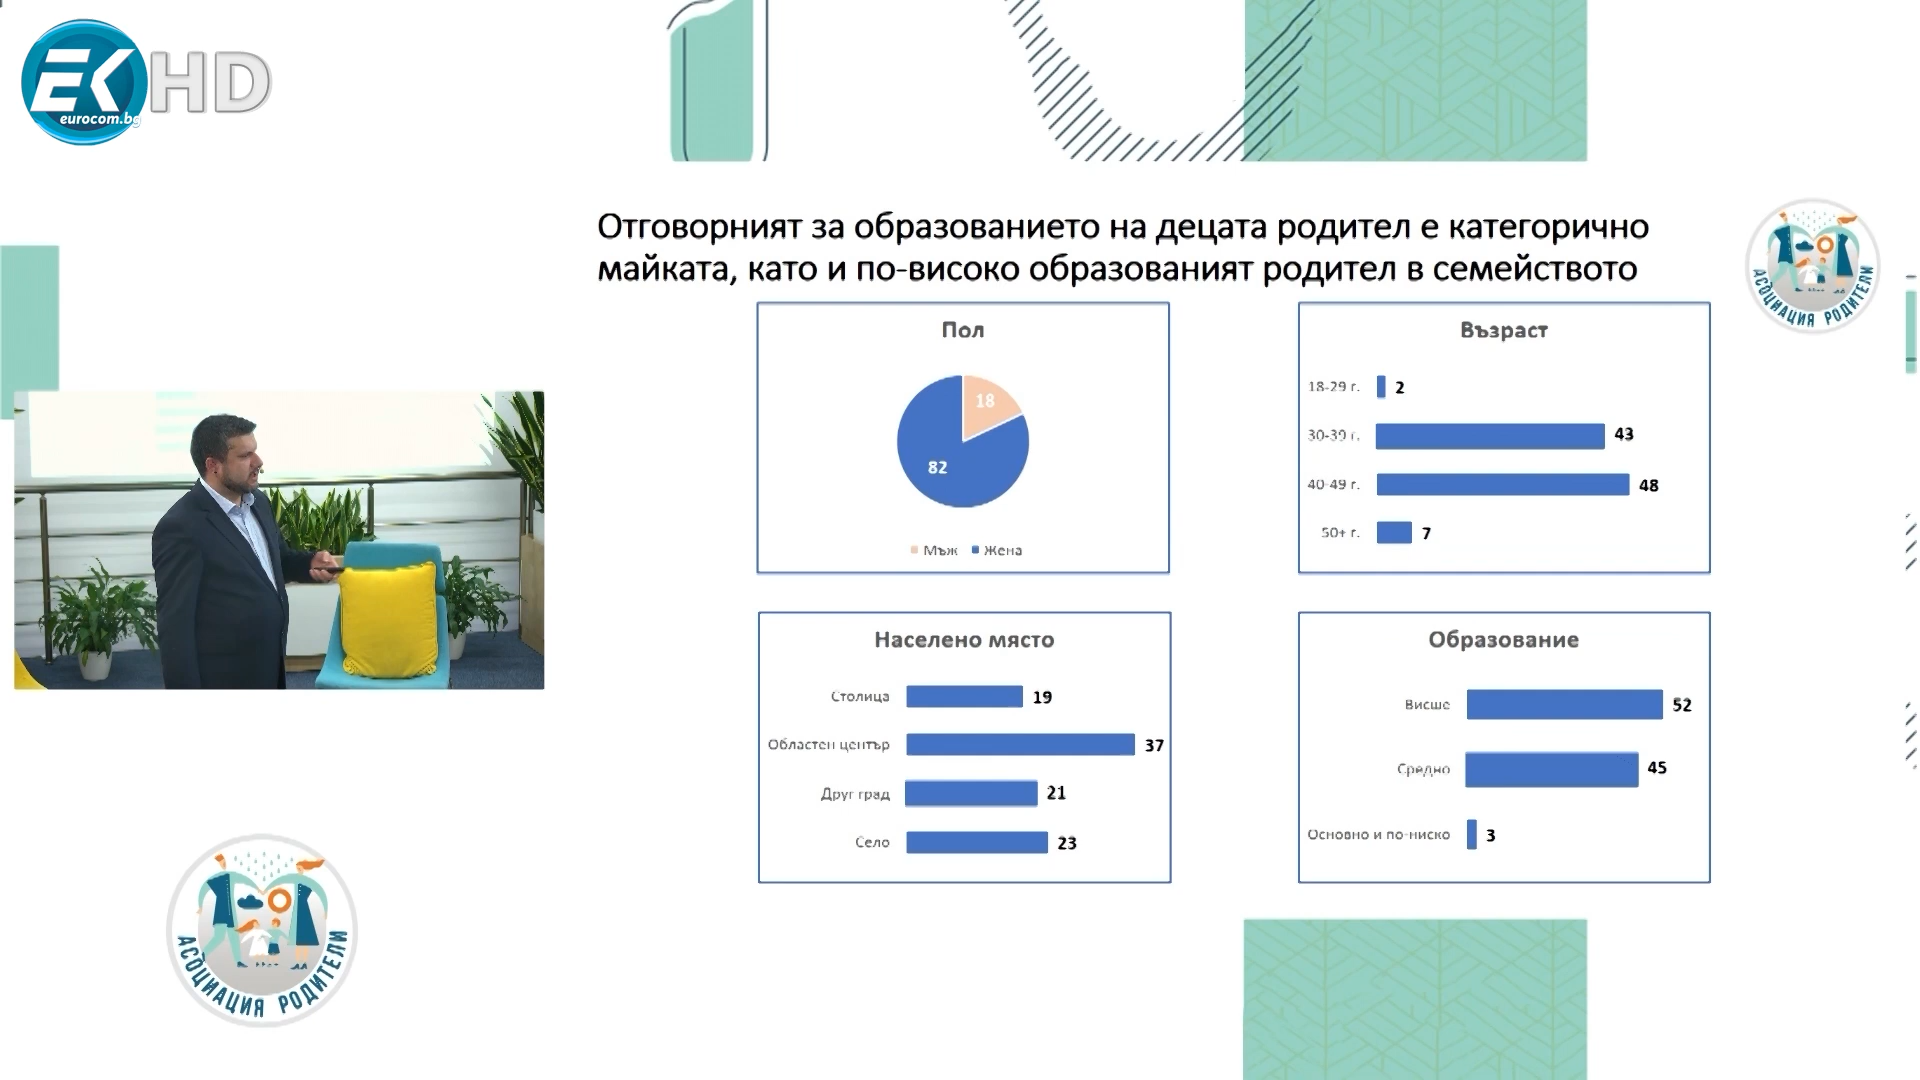 EK HD
eurocom.bg
Отговорният за образованието на децата родител е категорично
майката, като и по-високо образованият родител в семейството
АСОЦИАЦИЯ РОДИТЕЛИ
Пол
18
82
Мъж Жена
Възраст
18-29 г. 2
30-39 г. 43
40-49 г. 48
50+ г. 7
Населено място
Столица 19
Областен център 37
Друг град 21
Село 23
Образование
Висше 52
Средно 45
Основно и по-ниско 3
АСОЦИАЦИЯ РОДИТЕЛИ